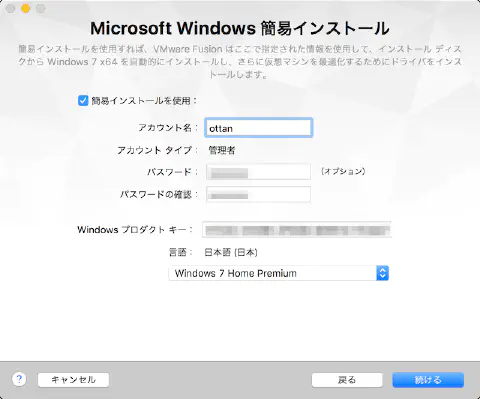 Microsoft Windows 簡易インストール
簡易インストールを使用すれば、VMware Fusion はここで指定された情報を使用して、インストール ディス
クから Windows 7 x64 を自動的にインストールし、さらに仮想マシンを最適化するためにドライバをインス
トールします。
簡易インストールを使用：
アカウント名： ottan
アカウント タイプ： 管理者
パスワード： （オプション）
パスワードの確認：
Windows プロダクト キー：
言語： 日本語 (日本)
Windows 7 Home Premium
? キャンセル 戻る 続ける